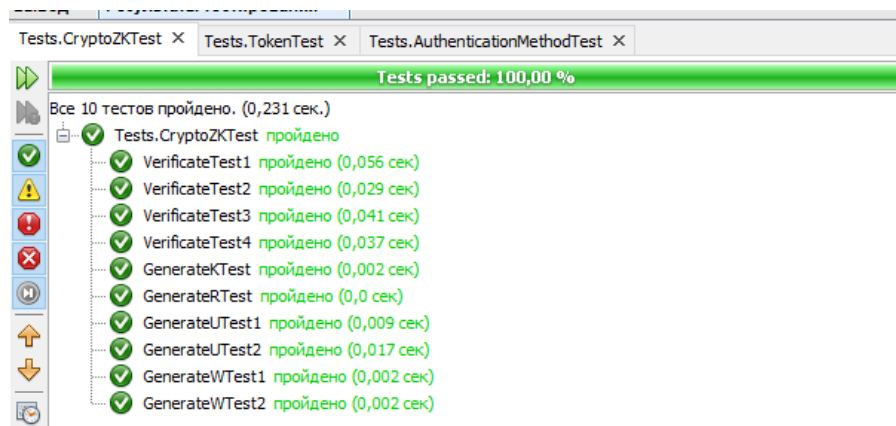 Tests.CryptoZKTest × Tests.TokenTest × Tests.AuthenticationMethodTest ×
Tests passed: 100,00 %
Все 10 тестов пройдено. (0,231 сек.)
Tests.CryptoZKTest пройдено
VerificateTest1 пройдено (0,056 сек)
VerificateTest2 пройдено (0,029 сек)
VerificateTest3 пройдено (0,041 сек)
VerificateTest4 пройдено (0,037 сек)
GenerateKTest пройдено (0,002 сек)
GenerateRTest пройдено (0,0 сек)
GenerateUTest1 пройдено (0,009 сек)
GenerateUTest2 пройдено (0,017 сек)
GenerateWTest1 пройдено (0,002 сек)
GenerateWTest2 пройдено (0,002 сек)